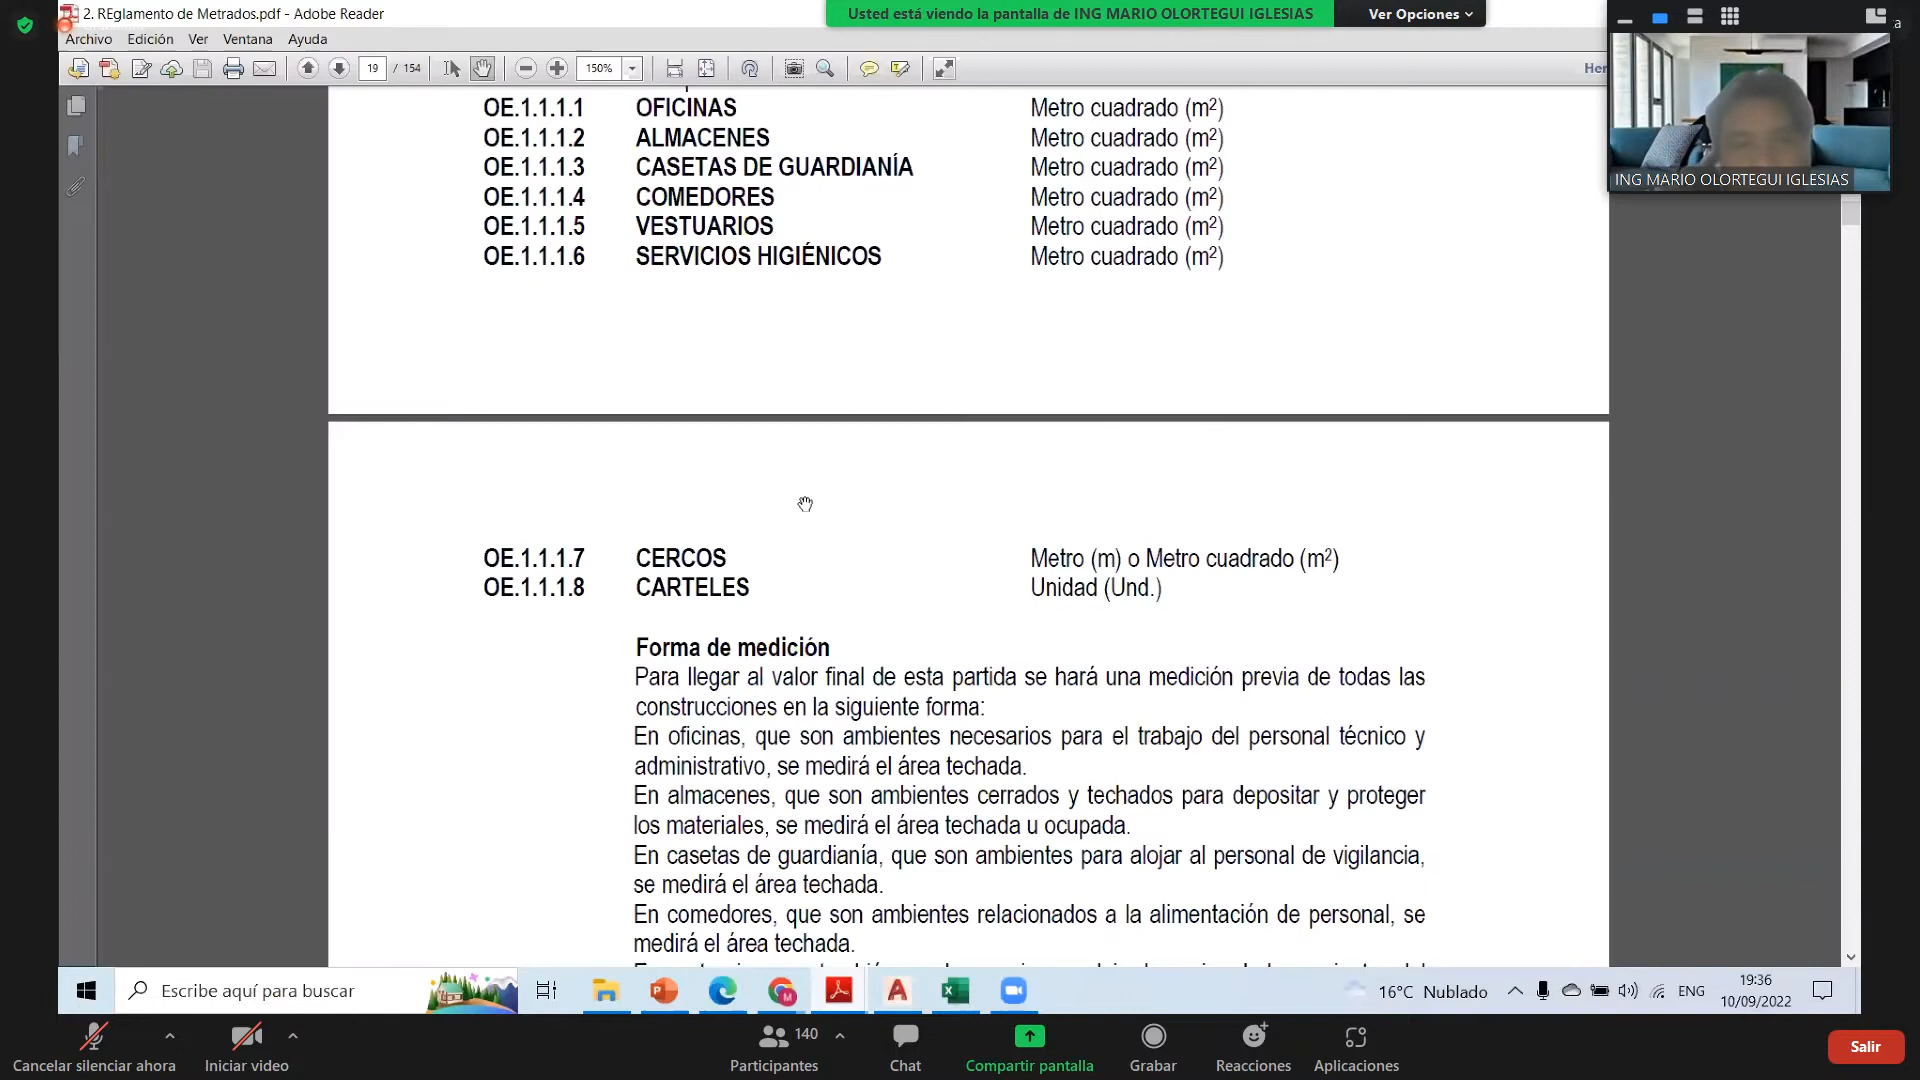 2. REglamento de Metrados.pdf - Adobe Reader
Usted está viendo la pantalla de ING MARIO OLORTEGUI IGLESIAS
Ver Opciones
Archivo Edición Ver Ventana Ayuda
19 / 154
150%
Her
ING MARIO OLORTEGUI IGLESIAS
OE.1.1.1.1 OFICINAS Metro cuadrado (m²)
OE.1.1.1.2 ALMACENES Metro cuadrado (m²)
OE.1.1.1.3 CASETAS DE GUARDIANÍA Metro cuadrado (m²)
OE.1.1.1.4 COMEDORES Metro cuadrado (m²)
OE.1.1.1.5 VESTUARIOS Metro cuadrado (m²)
OE.1.1.1.6 SERVICIOS HIGIÉNICOS Metro cuadrado (m²)
OE.1.1.1.7 CERCOS Metro (m) o Metro cuadrado (m²)
OE.1.1.1.8 CARTELES Unidad (Und.)
Forma de medición
Para llegar al valor final de esta partida se hará una medición previa de todas las
construcciones en la siguiente forma:
En oficinas, que son ambientes necesarios para el trabajo del personal técnico y
administrativo, se medirá el área techada.
En almacenes, que son ambientes cerrados y techados para depositar y proteger
los materiales, se medirá el área techada u ocupada.
En casetas de guardianía, que son ambientes para alojar al personal de vigilancia,
se medirá el área techada.
En comedores, que son ambientes relacionados a la alimentación de personal, se
medirá el área techada.
Escribe aquí para buscar
16°C Nublado
ENG
19:36
10/09/2022
Cancelar silenciar ahora
Iniciar video
140
Participantes
Chat
Compartir pantalla
Grabar
Reacciones
Aplicaciones
Salir